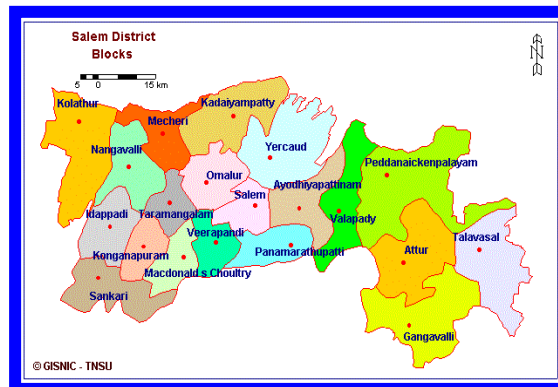 Salem District
Blocks
N
5 0 15 km
Kolathur
Kadaiyampatty
Mecheri
Nangavalli
Yercaud
Peddanaickenpalayam
Omalur
Ayodhiyapattinam
Salem
Idappadi
Taramangalam
Valapady
Veerapandi
Talavasal
Konganapuram
Panamarathupatti
Attur
Macdonald s Choultry
Sankari
Gangavalli
© GISNIC - TNSU